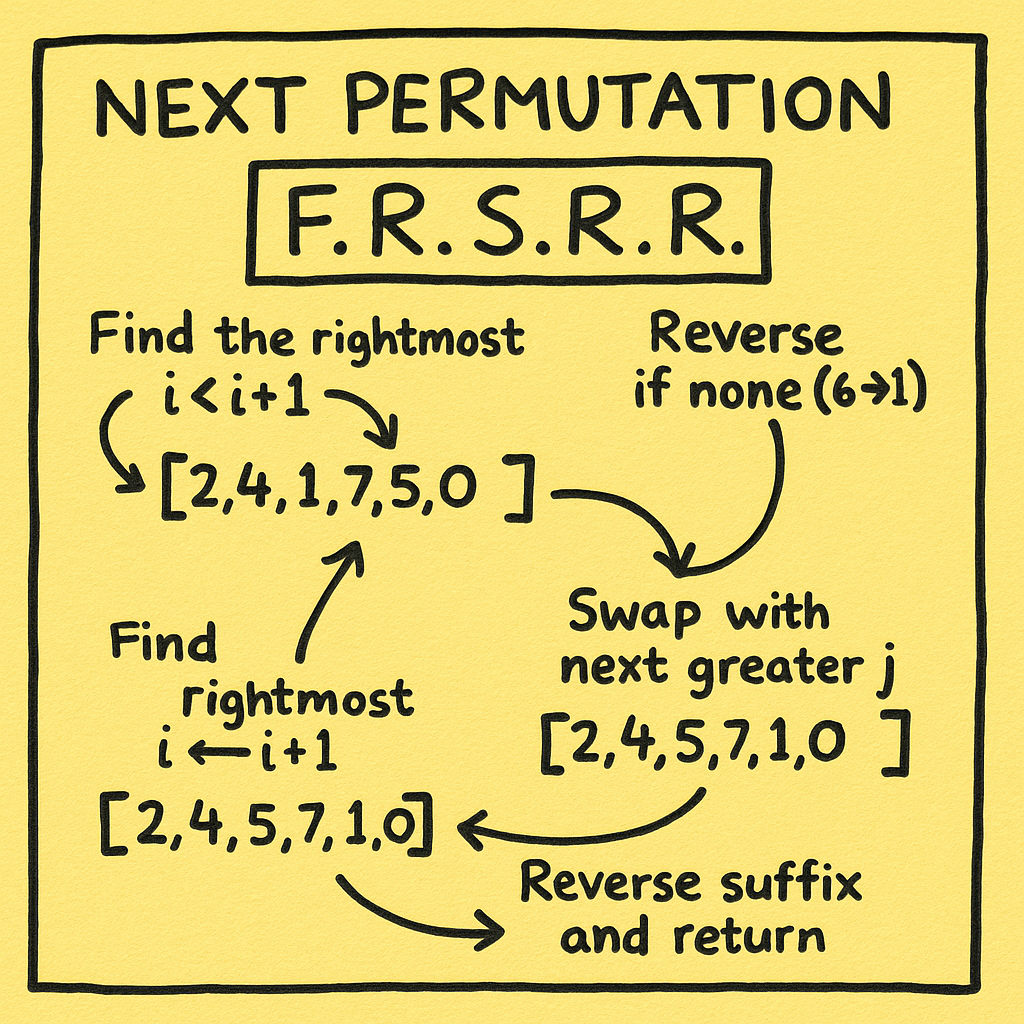 NEXT PERMUTATION
F.R.S.R.R.
Find the rightmost
i < i+1
[2,4,1,7,5,0 ]
Reverse
if none (6→1)
Swap with
next greater j
[2,4,5,7,1,0 ]
Find
rightmost
i ← i+1
[2,4,5,7,1,0]
Reverse suffix
and return